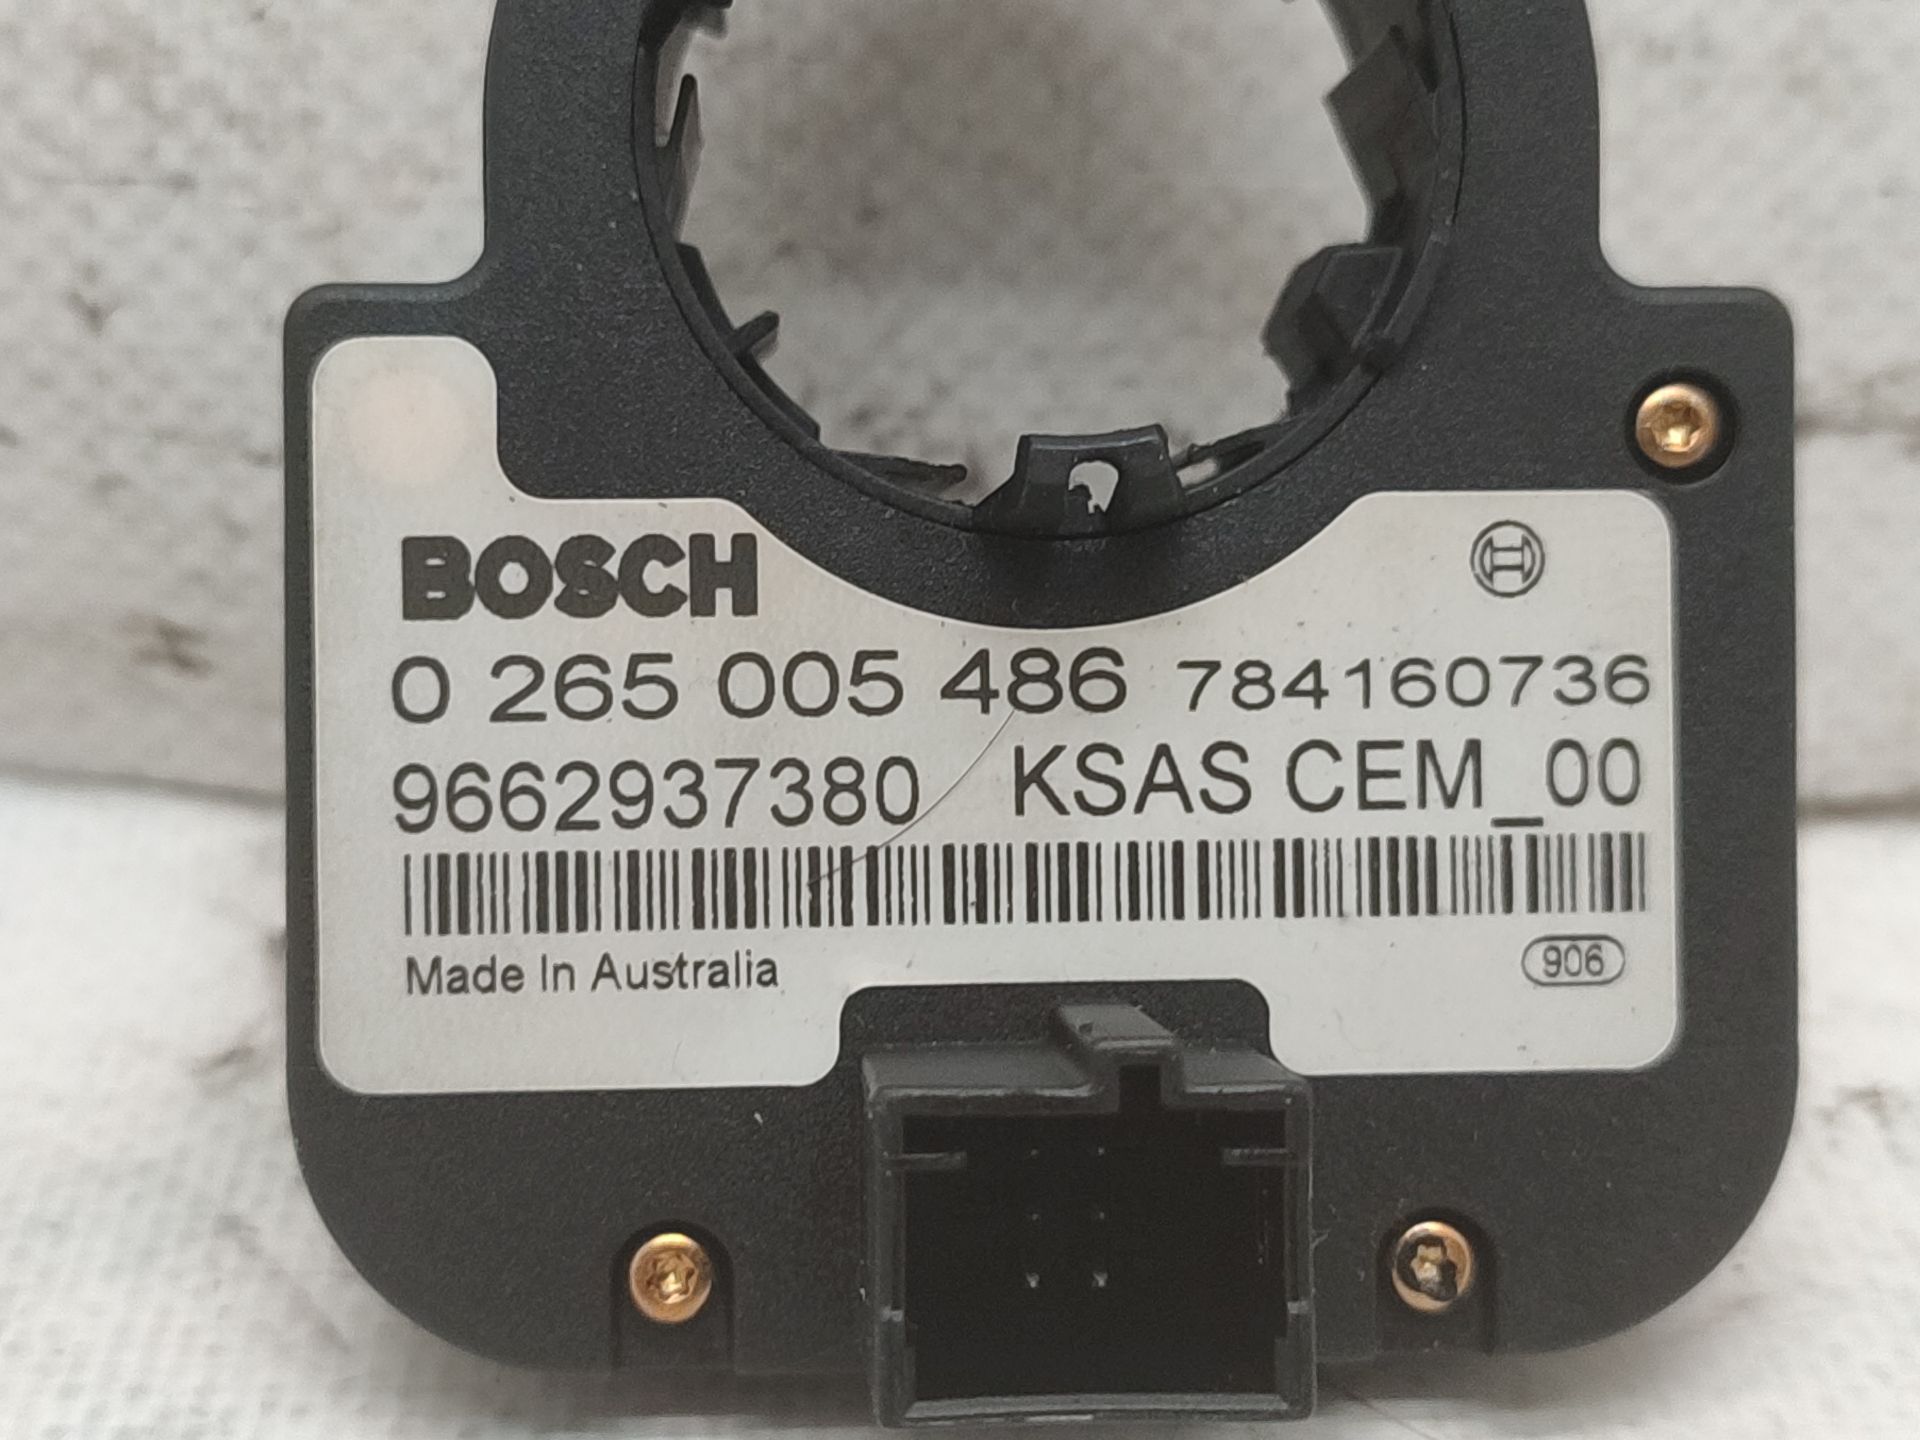 BOSCH
0 265 005 486 784160736
9662937380 KSAS CEM_00
Made In Australia
906